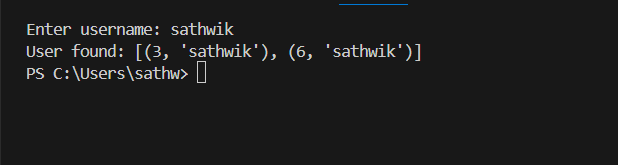 Enter username: sathwik
User found: [(3, 'sathwik'), (6, 'sathwik')]
PS C:\Users\sathw>